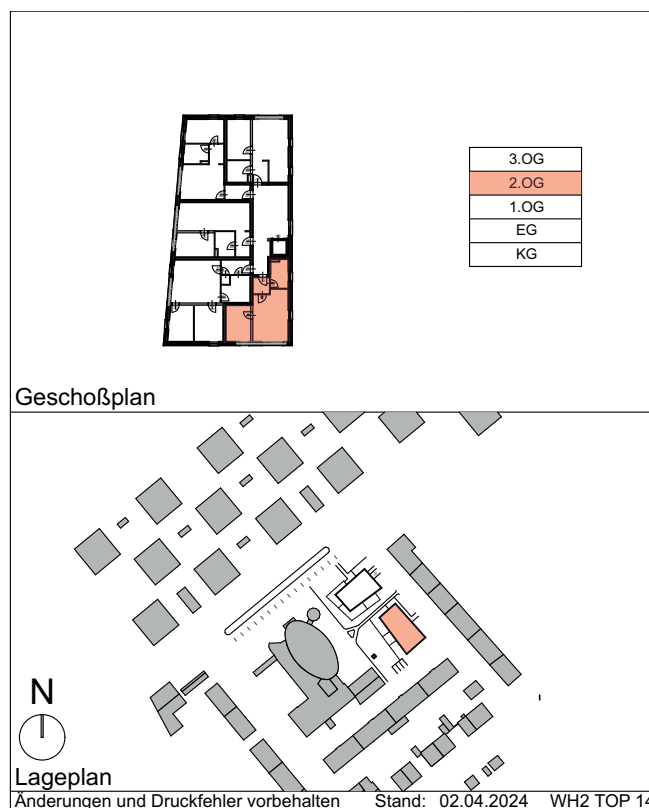 3.OG
2.OG
1.OG
EG
KG
Geschoßplan
N
Lageplan
Änderungen und Druckfehler vorbehalten Stand: 02.04.2024 WH2 TOP 14